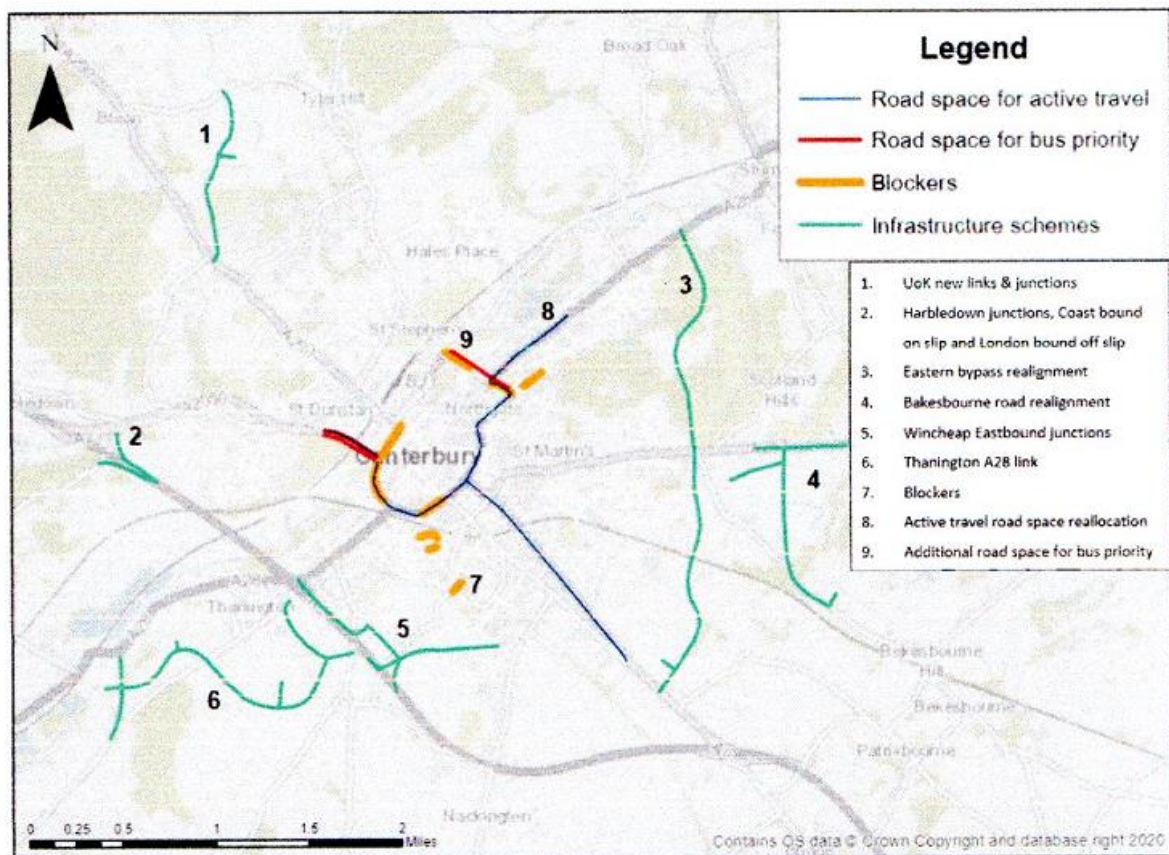 N
Broad Oak
Tyler Hill
Blean
Legend
Road space for active travel
Road space for bus priority
Blockers
Infrastructure schemes
1
Hales Place
3
8
St Stephen's
9
1. UoK new links & junctions
2. Harbledown junctions, Coast bound
on slip and London bound off slip
3. Eastern bypass realignment
4. Bakesbourne road realignment
5. Wincheap Eastbound junctions
6. Thanington A28 link
7. Blockers
8. Active travel road space reallocation
9. Additional road space for bus priority
St Dunstan
Northgate
2
Canterbury
St Martin's
4
7
Thanington
5
6
Bekesbourne
Hill
Bekesbourne
Patrixbourne
Nackington
0 0.25 0.5 1 1.5 2
Miles
Contains OS data © Crown Copyright and database right 2020